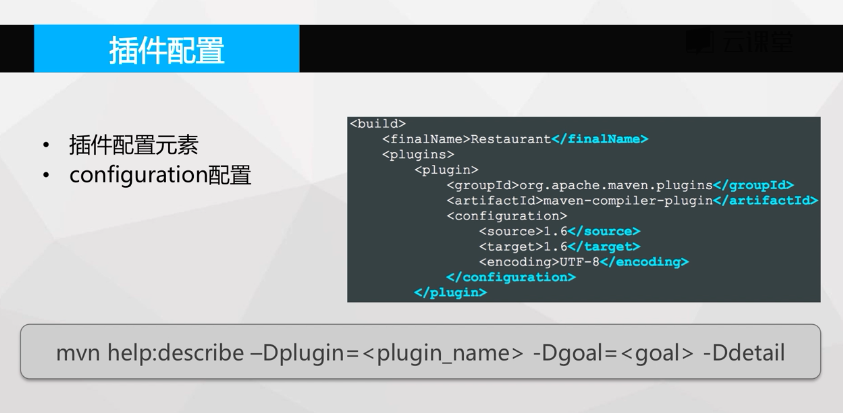 插件配置
云课堂
• 插件配置元素
• configuration配置
<build>
    <finalName>Restaurant</finalName>
    <plugins>
        <plugin>
            <groupId>org.apache.maven.plugins</groupId>
            <artifactId>maven-compiler-plugin</artifactId>
            <configuration>
                <source>1.6</source>
                <target>1.6</target>
                <encoding>UTF-8</encoding>
            </configuration>
        </plugin>
mvn help:describe –Dplugin=<plugin_name> -Dgoal=<goal> -Ddetail